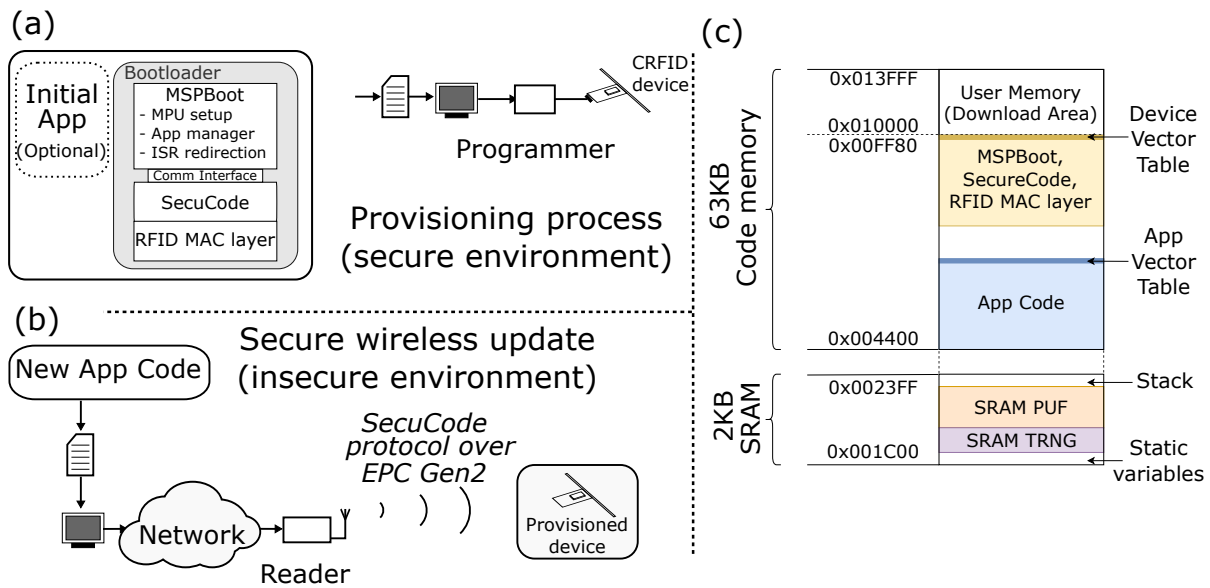 (a)
Initial
App
(Optional)
Bootloader
MSPBoot
- MPU setup
- App manager
- ISR redirection
Comm Interface
SecuCode
RFID MAC layer
CRFID
device
Programmer
Provisioning process
(secure environment)
(b)
Secure wireless update
(insecure environment)
New App Code
SecuCode
protocol over
EPC Gen2
Network
Reader
Provisioned
device
(c)
63KB
Code memory
0x013FFF
0x010000
0x00FF80
0x004400
User Memory
(Download Area)
MSPBoot,
SecureCode,
RFID MAC layer
App Code
Device
Vector
Table
App
Vector
Table
2KB
SRAM
0x0023FF
0x001C00
SRAM PUF
SRAM TRNG
Stack
Static
variables